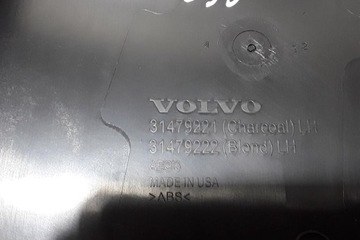 VOLVO
31479221 (Charcoal) LH
31479222 (Blond) LH
MADE IN USA
>ABS<